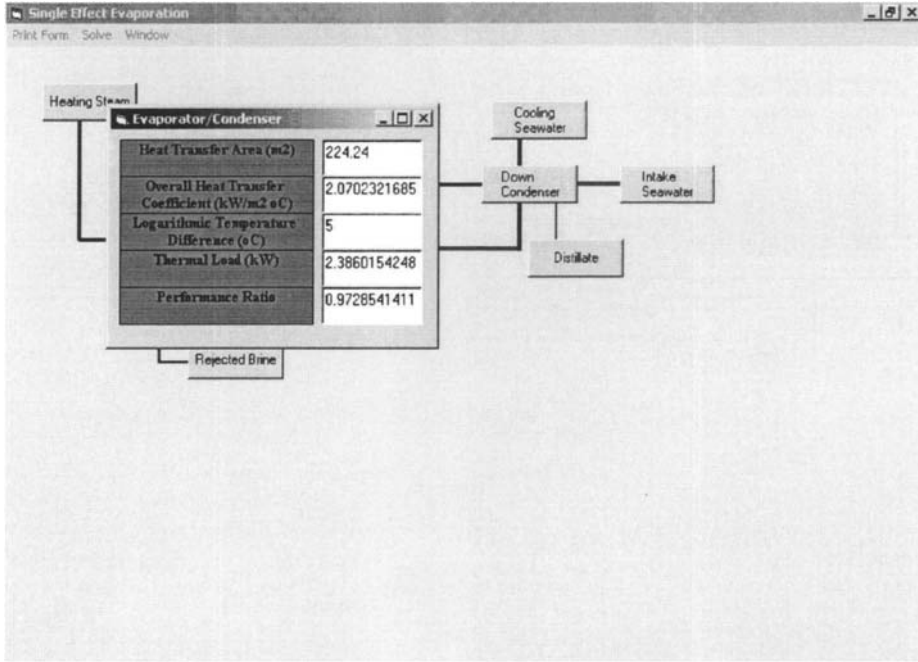 Single Effect Evaporation
Print Form Solve Window
Heating Steam
Evaporator/Condenser
Heat Transfer Area (m2)
224.24
Overall Heat Transfer
Coefficient (kW/m2 oC)
2.0702321685
Logarithmic Temperature
Difference (oC)
5
Thermal Load (kW)
2.3860154248
Performance Ratio
0.9728541411
Cooling
Seawater
Down
Condenser
Intake
Seawater
Distillate
Rejected Brine